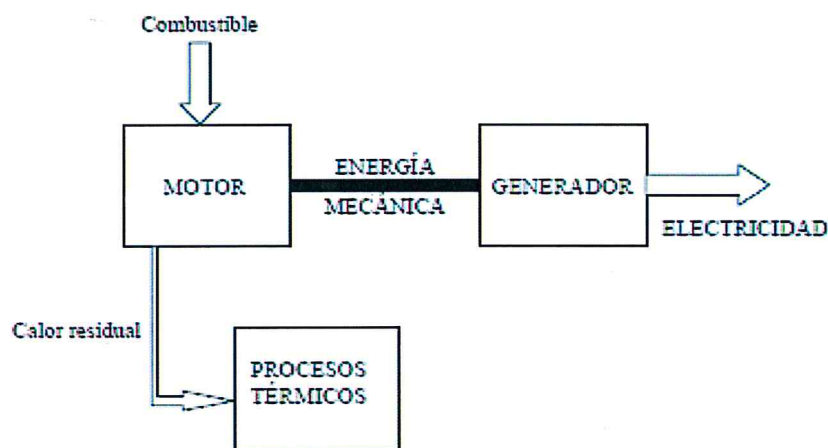 Combustible
MOTOR
ENERGÍA
MECÁNICA
GENERADOR
ELECTRICIDAD
Calor residual
PROCESOS
TÉRMICOS